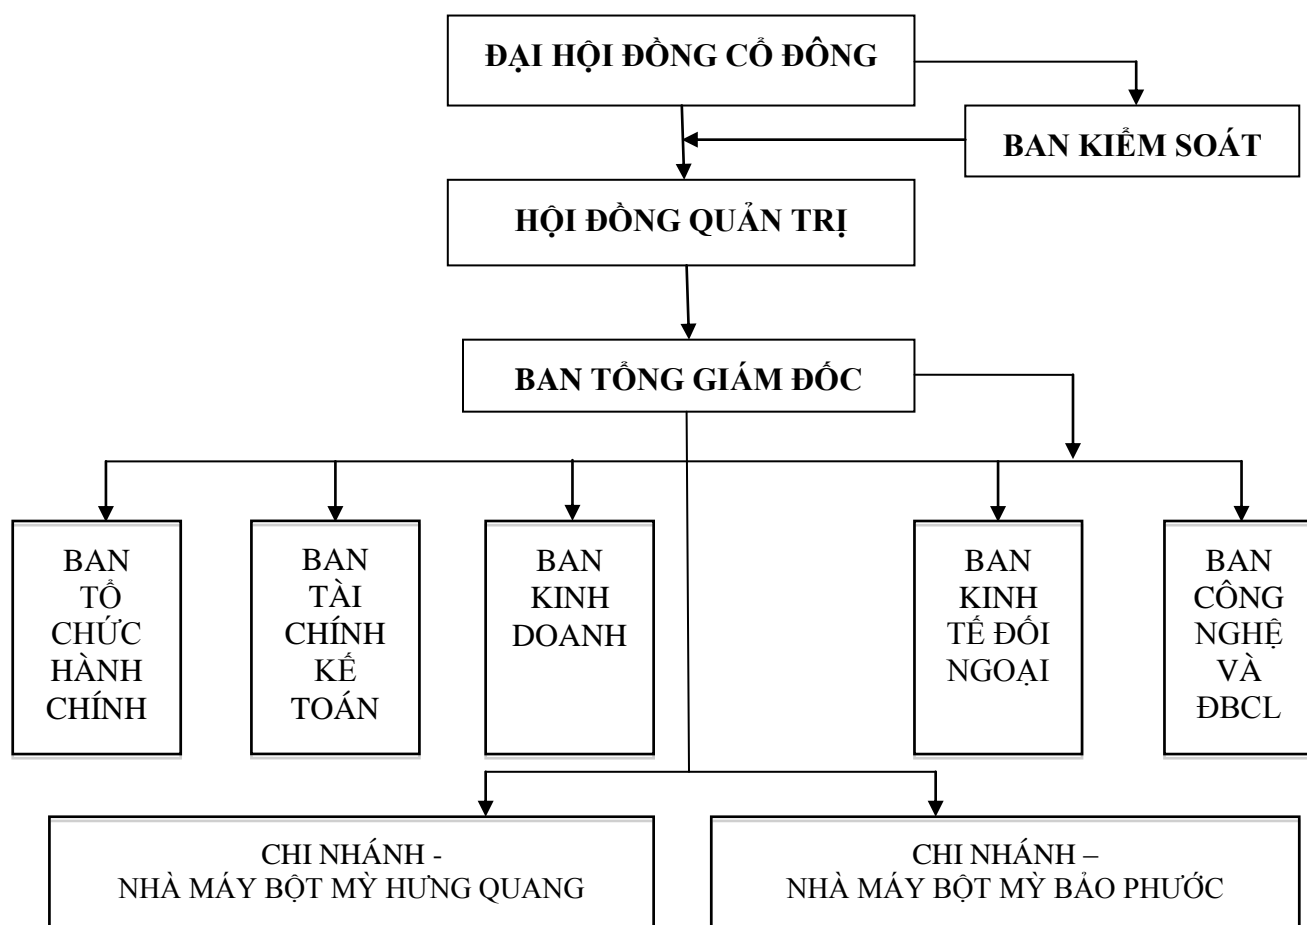 ĐẠI HỘI ĐỒNG CỔ ĐÔNG
BAN KIỂM SOÁT
HỘI ĐỒNG QUẢN TRỊ
BAN TỔNG GIÁM ĐỐC
BAN
TỔ
CHỨC
HÀNH
CHÍNH
BAN
TÀI
CHÍNH
KẾ
TOÁN
BAN
KINH
DOANH
BAN
KINH
TẾ ĐỐI
NGOẠI
BAN
CÔNG
NGHỆ
VÀ
ĐBCL
CHI NHÁNH -
NHÀ MÁY BỘT MỲ HƯNG QUANG
CHI NHÁNH –
NHÀ MÁY BỘT MỲ BẢO PHƯỚC